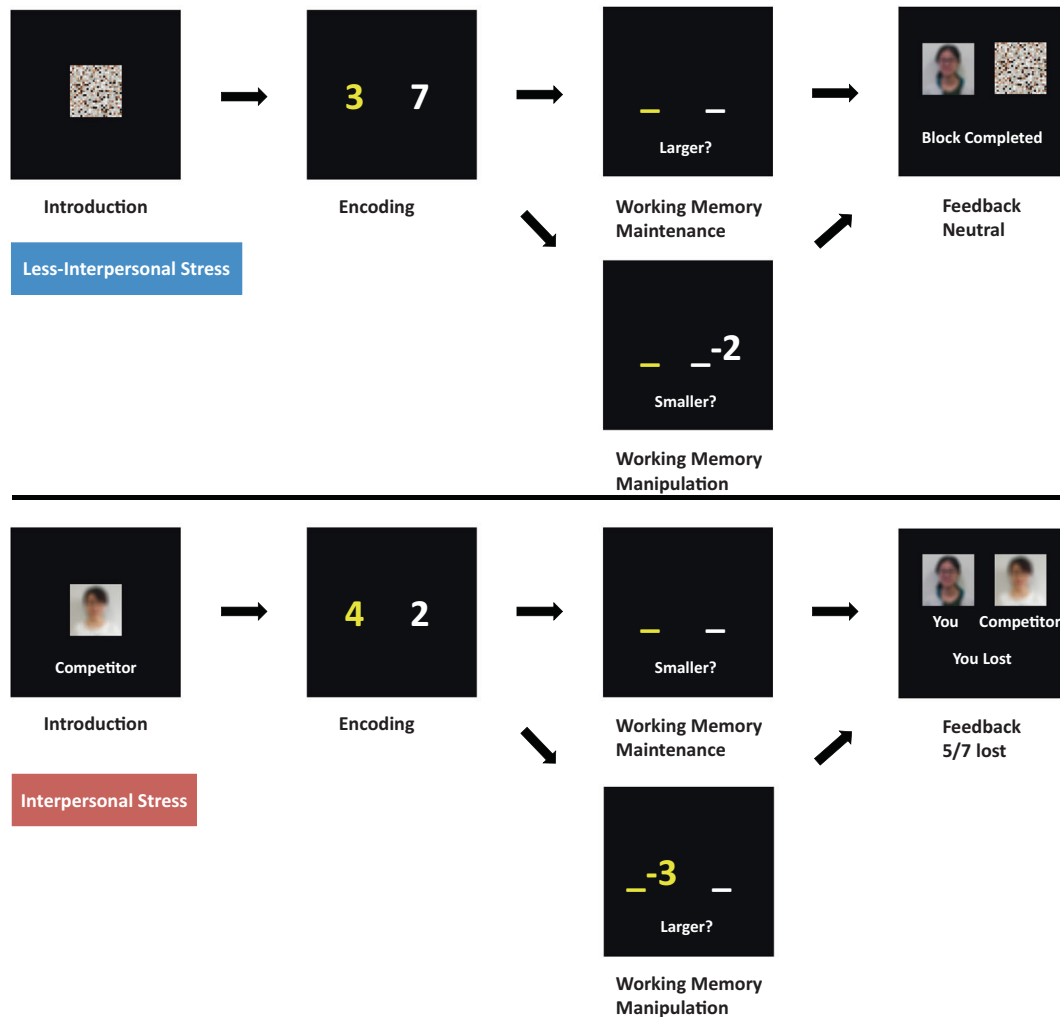 3 7
_ _
Larger?
Block Completed
Introduction
Encoding
Working Memory
Maintenance
Feedback
Neutral
Less-Interpersonal Stress
_ _-2
Smaller?
Working Memory
Manipulation
Competitor
4 2
_ _
Smaller?
You Competitor
You Lost
Introduction
Encoding
Working Memory
Maintenance
Feedback
5/7 lost
Interpersonal Stress
_-3 _
Larger?
Working Memory
Manipulation